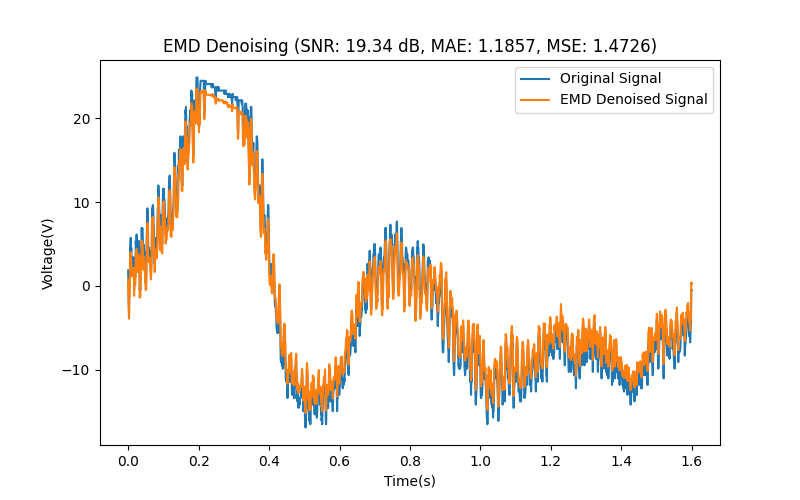 EMD Denoising (SNR: 19.34 dB, MAE: 1.1857, MSE: 1.4726)
Original Signal
EMD Denoised Signal
Voltage(V)
20
10
0
−10
0.0 0.2 0.4 0.6 0.8 1.0 1.2 1.4 1.6
Time(s)